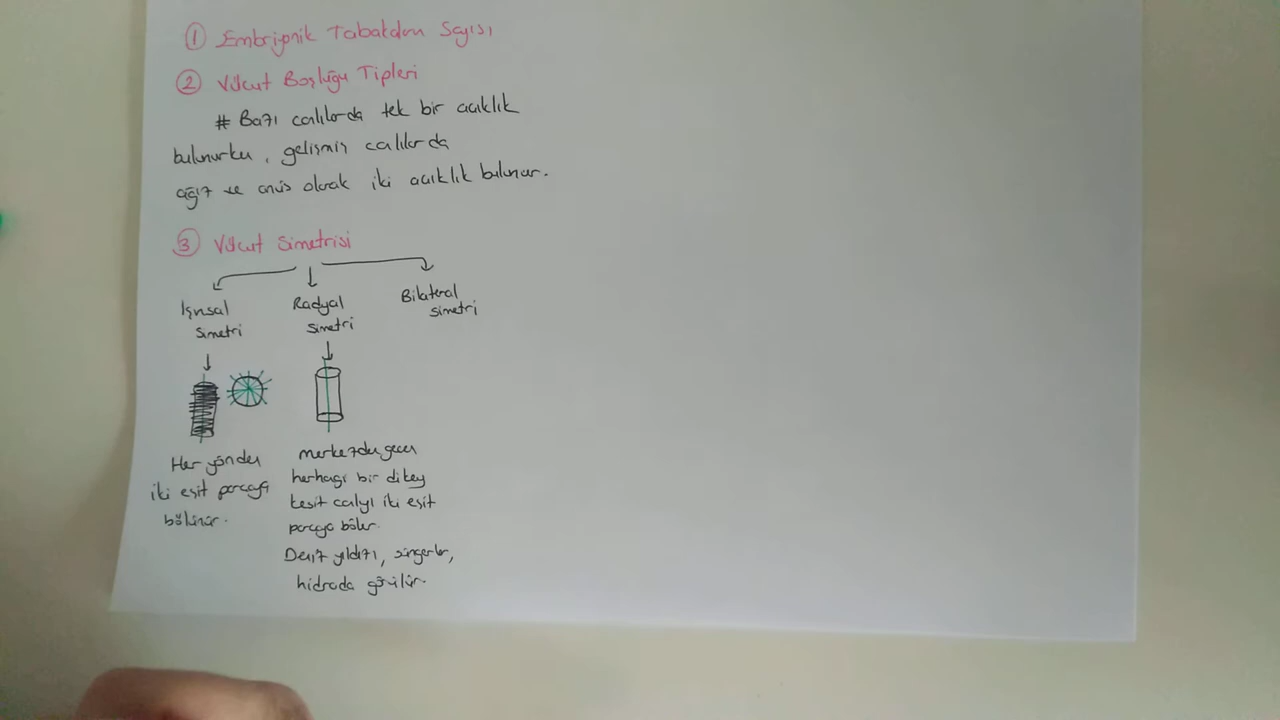 ① Embriyonik Tabakaların Sayısı
② Vücut Boşluğu Tipleri
# Bazı canlılarda tek bir açıklık
bulunurken, gelişmiş canlılarda
ağız ve anüs olarak iki açıklık bulunur.
③ Vücut Simetrisi
Işınsal
simetri
Radyal
simetri
Bilateral
simetri
Her yönden
iki eşit parçaya
bölünür.
merkezden geçen
herhangi bir dikey
kesit canlıyı iki eşit
parçaya böler.
Deniz yıldızı, süngerler,
hidrada görülür.